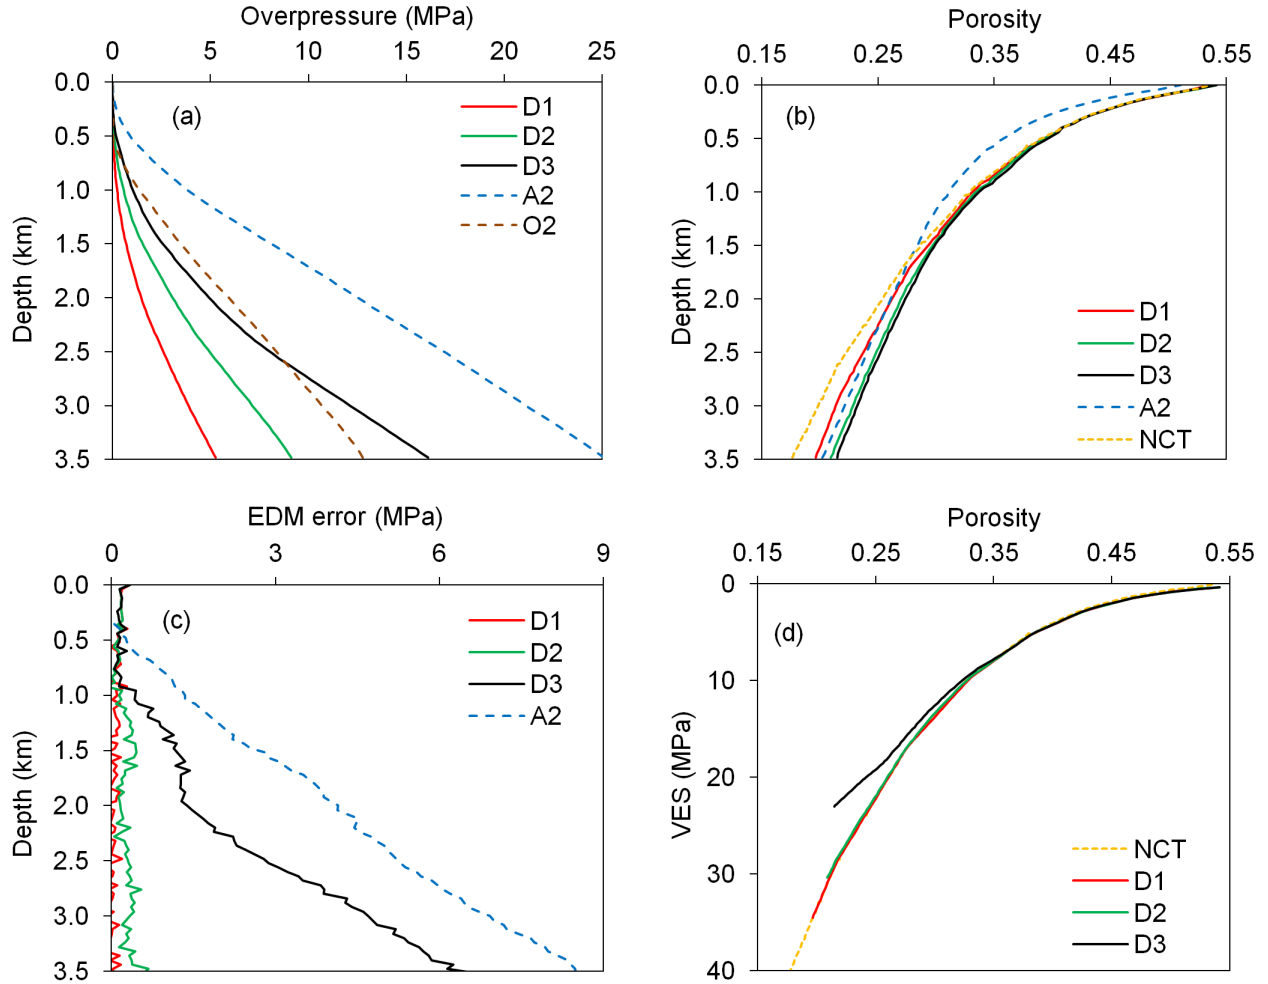 Overpressure (MPa)
0 5 10 15 20 25
0.0
0.5
1.0
1.5
2.0
2.5
3.0
3.5
Depth (km)
(a)
D1
D2
D3
A2
O2
Porosity
0.15 0.25 0.35 0.45 0.55
0.0
0.5
1.0
1.5
2.0
2.5
3.0
3.5
Depth (km)
(b)
D1
D2
D3
A2
NCT
EDM error (MPa)
0 3 6 9
0.0
0.5
1.0
1.5
2.0
2.5
3.0
3.5
Depth (km)
(c)
D1
D2
D3
A2
Porosity
0.15 0.25 0.35 0.45 0.55
0
10
20
30
40
VES (MPa)
(d)
NCT
D1
D2
D3